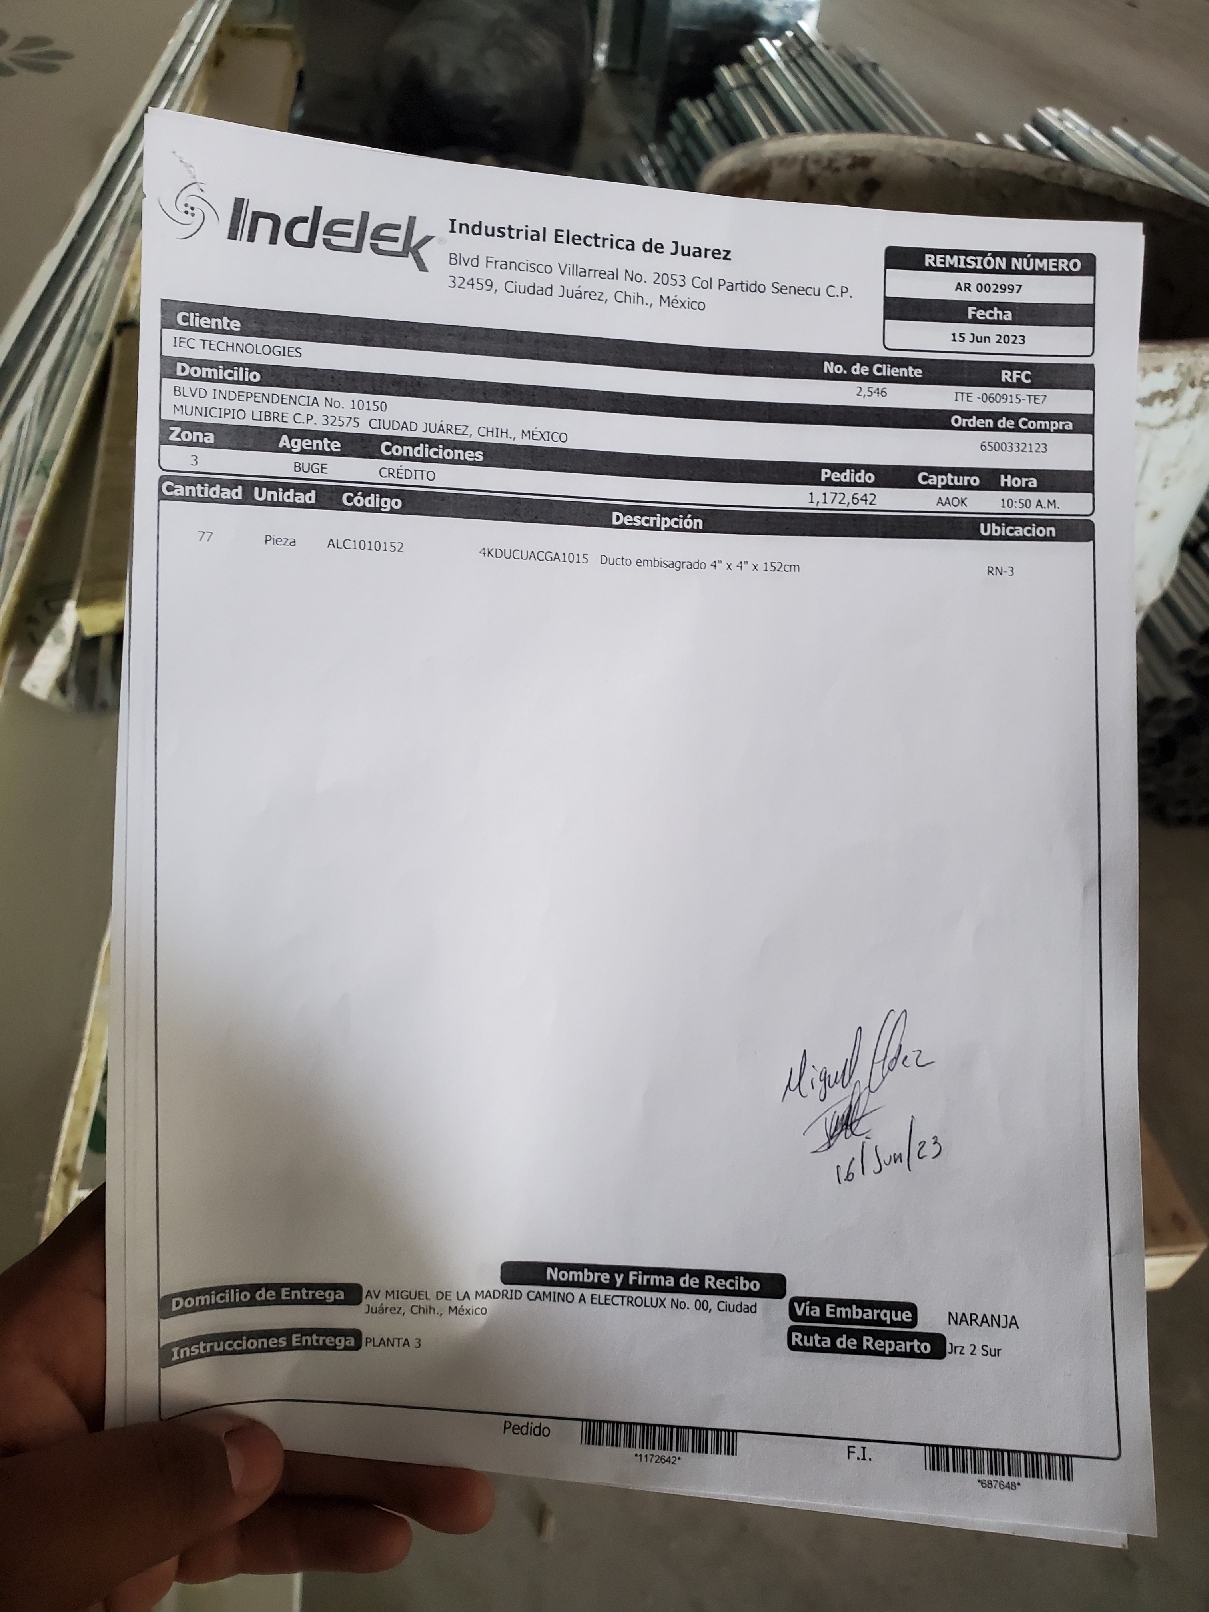 Indelek
Industrial Electrica de Juarez
Blvd Francisco Villarreal No. 2053 Col Partido Senecu C.P.
32459, Ciudad Juárez, Chih., México
REMISIÓN NÚMERO
AR 002997
Fecha
15 Jun 2023
Cliente No. de Cliente RFC
IEC TECHNOLOGIES 2,546 ITE -060915-TE7
Domicilio Orden de Compra
BLVD INDEPENDENCIA No. 10150
MUNICIPIO LIBRE C.P. 32575 CIUDAD JUÁREZ, CHIH., MÉXICO 6500332123
Zona Agente Condiciones Pedido Capturo Hora
3 BUGE CRÉDITO 1,172,642 AAOK 10:50 A.M.
Cantidad Unidad Código Descripción Ubicacion
77 Pieza ALC1010152 4KDUCUACGA1015 Ducto embisagrado 4" x 4" x 152cm RN-3
Miguel
16/Jun/23
Nombre y Firma de Recibo
Domicilio de Entrega AV MIGUEL DE LA MADRID CAMINO A ELECTROLUX No. 00, Ciudad
Juárez, Chih., México
Vía Embarque NARANJA
Instrucciones Entrega PLANTA 3
Ruta de Reparto Jrz 2 Sur
Pedido
*1172642*
F.I.
*687648*